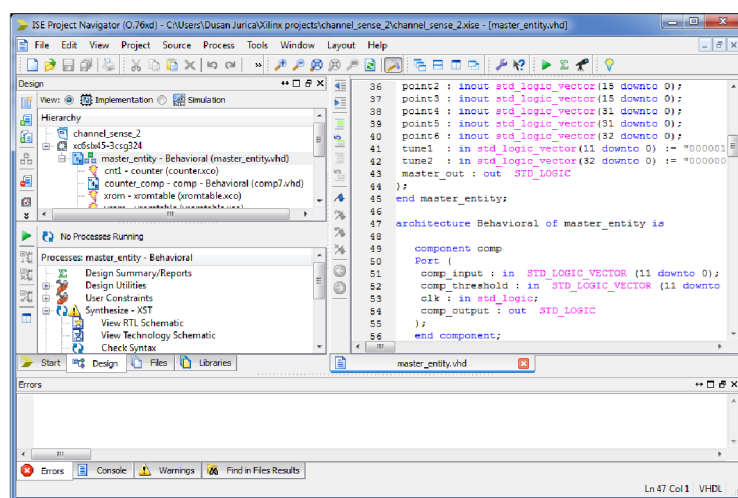 ISE Project Navigator (O.76xd) - C:\Users\Dusan Jurica\Xilinx projects\channel_sense_2\channel_sense_2.xise - [master_entity.vhd]
File Edit View Project Source Process Tools Window Layout Help
Design
View: Implementation Simulation
Hierarchy
channel_sense_2
xc6slx45-3csg324
master_entity - Behavioral (master_entity.vhd)
cnt1 - counter (counter.xco)
counter_comp - comp - Behavioral (comp7.vhd)
xrom - xromtable (xromtable.xco)
No Processes Running
Processes: master_entity - Behavioral
Design Summary/Reports
Design Utilities
User Constraints
Synthesize - XST
View RTL Schematic
View Technology Schematic
Check Syntax
Start Design Files Libraries
36 point2 : inout std_logic_vector(15 downto 0);
37 point3 : inout std_logic_vector(15 downto 0);
38 point4 : inout std_logic_vector(31 downto 0);
39 point5 : inout std_logic_vector(31 downto 0);
40 point6 : inout std_logic_vector(32 downto 0);
41 tune1 : in std_logic_vector(11 downto 0) := "000001
42 tune2 : in std_logic_vector(32 downto 0) := "000000
43 master_out : out STD_LOGIC
44 );
45 end master_entity;
46
47 architecture Behavioral of master_entity is
48
49 component comp
50 Port (
51 comp_input : in STD_LOGIC_VECTOR (11 downto 0);
52 comp_threshold : in STD_LOGIC_VECTOR (11 downto
53 clk : in std_logic;
54 comp_output : out STD_LOGIC
55 );
56 end component;
master_entity.vhd
Errors
Errors Console Warnings Find in Files Results
Ln 47 Col 1 VHDL